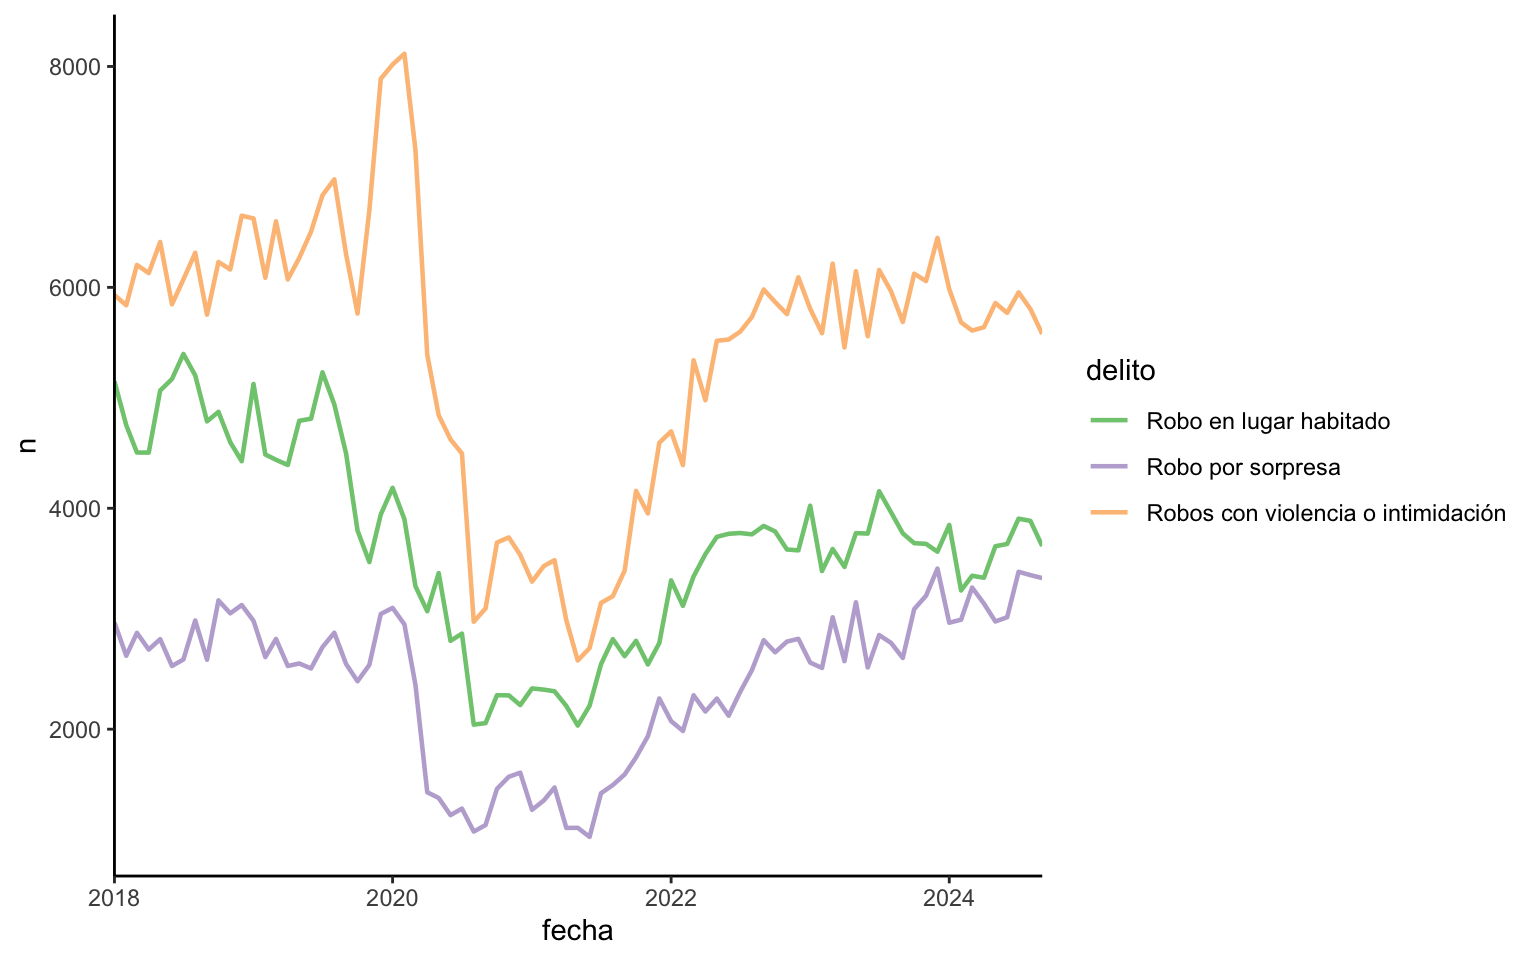 8000
6000
4000
2000
n
2018
2020
2022
2024
fecha
delito
Robo en lugar habitado
Robo por sorpresa
Robos con violencia o intimidación